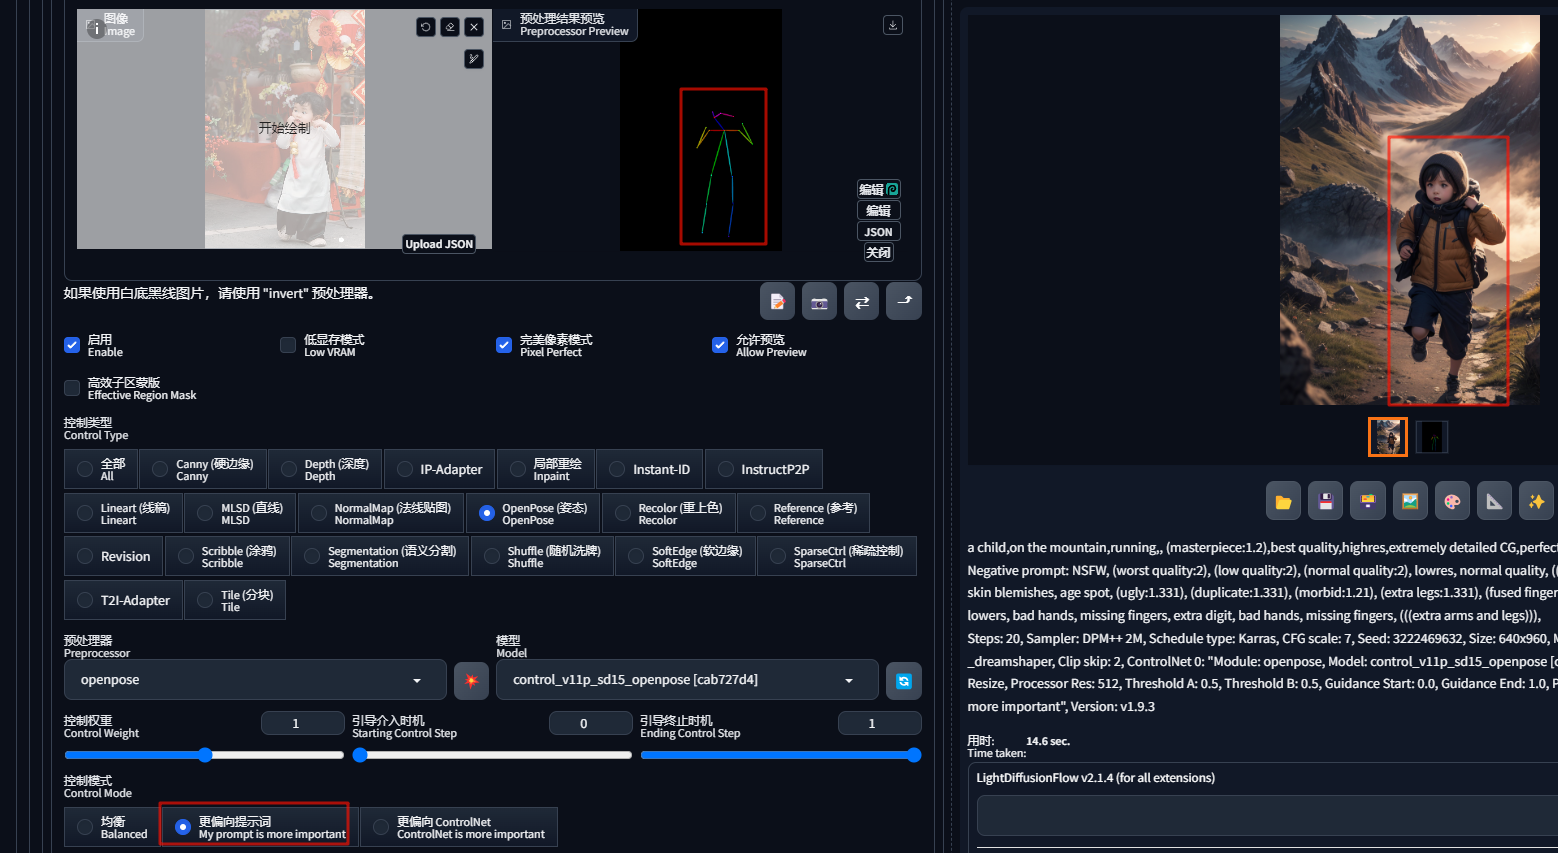 图像
Image
预处理结果预览
Preprocessor Preview
开始绘制
Upload JSON
编辑
编辑
JSON
关闭
如果使用白底黑线图片，请使用 "invert" 预处理器。
启用
Enable
低显存模式
Low VRAM
完美像素模式
Pixel Perfect
允许预览
Allow Preview
高效子区蒙版
Effective Region Mask
控制类型
Control Type
全部
All
Canny (硬边缘)
Canny
Depth (深度)
Depth
IP-Adapter
局部重绘
Inpaint
Instant-ID
InstructP2P
Lineart (线稿)
Lineart
MLSD (直线)
MLSD
NormalMap (法线贴图)
NormalMap
OpenPose (姿态)
OpenPose
Recolor (重上色)
Recolor
Reference (参考)
Reference
Revision
Scribble (涂鸦)
Scribble
Segmentation (语义分割)
Segmentation
Shuffle (随机洗牌)
Shuffle
SoftEdge (软边缘)
SoftEdge
SparseCtrl (稀疏控制)
SparseCtrl
T2I-Adapter
Tile (分块)
Tile
预处理器
Preprocessor
openpose
模型
Model
control_v11p_sd15_openpose [cab727d4]
控制权重
Control Weight
1
引导介入时机
Starting Control Step
0
引导终止时机
Ending Control Step
1
控制模式
Control Mode
均衡
Balanced
更偏向提示词
My prompt is more important
更偏向 ControlNet
ControlNet is more important
a child,on the mountain,running,, (masterpiece:1.2),best quality,highres,extremely detailed CG,perfect
Negative prompt: NSFW, (worst quality:2), (low quality:2), (normal quality:2), lowres, normal quality, ((
skin blemishes, age spot, (ugly:1.331), (duplicate:1.331), (morbid:1.21), (extra legs:1.331), (fused finger
lowers, bad hands, missing fingers, extra digit, bad hands, missing fingers, (((extra arms and legs))),
Steps: 20, Sampler: DPM++ 2M, Schedule type: Karras, CFG scale: 7, Seed: 3222469632, Size: 640x960, M
_dreamshaper, Clip skip: 2, ControlNet 0: "Module: openpose, Model: control_v11p_sd15_openpose [c
Resize, Processor Res: 512, Threshold A: 0.5, Threshold B: 0.5, Guidance Start: 0.0, Guidance End: 1.0, P
more important", Version: v1.9.3
用时:
Time taken:
14.6 sec.
LightDiffusionFlow v2.1.4 (for all extensions)